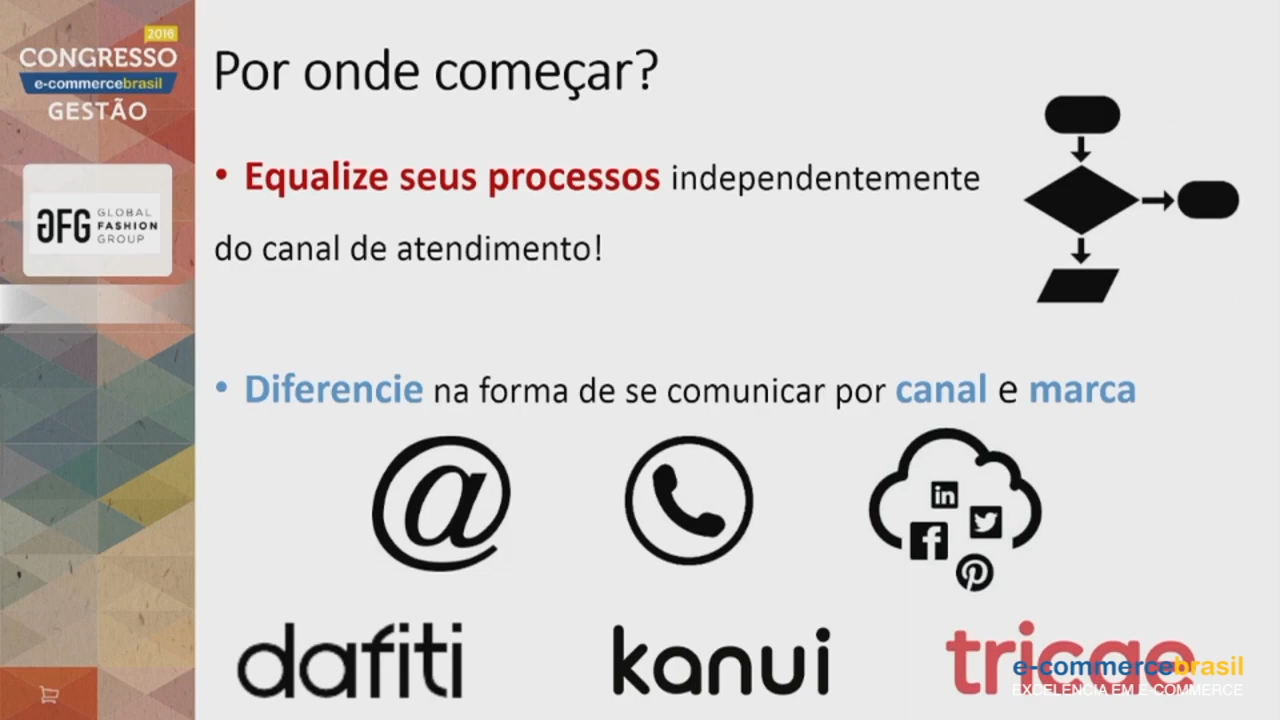 2016
CONGRESSO
e-commercebrasil
GESTÃO
GFG GLOBAL
FASHION
GROUP
Por onde começar?
• Equalize seus processos independentemente
do canal de atendimento!
• Diferencie na forma de se comunicar por canal e marca
@
in
f
dafiti
kanui
tricae
e-commercebrasil
EXCELÊNCIA EM E-COMMERCE